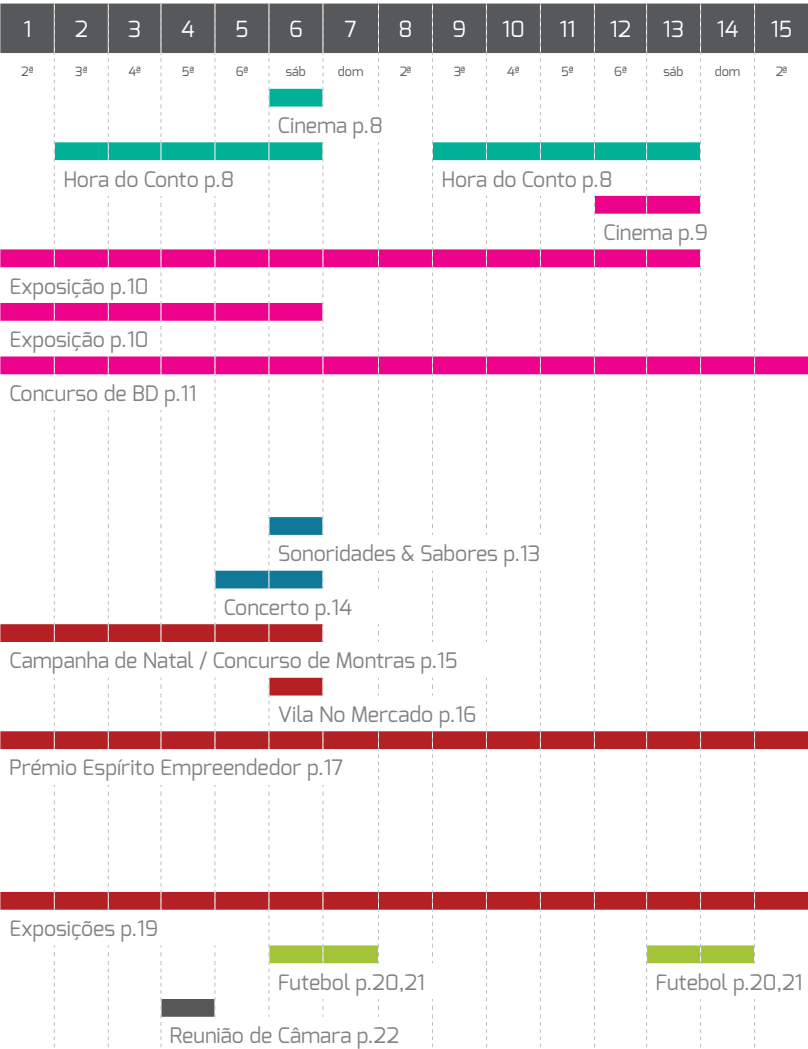 1 2 3 4 5 6 7 8 9 10 11 12 13 14 15
2ª 3ª 4ª 5ª 6ª sáb dom 2ª 3ª 4ª 5ª 6ª sáb dom 2ª
Cinema p.8
Hora do Conto p.8 Hora do Conto p.8
Cinema p.9
Exposição p.10
Exposição p.10
Concurso de BD p.11
Sonoridades & Sabores p.13
Concerto p.14
Campanha de Natal / Concurso de Montras p.15
Vila No Mercado p.16
Prémio Espírito Empreendedor p.17
Exposições p.19
Futebol p.20,21 Futebol p.20,21
Reunião de Câmara p.22